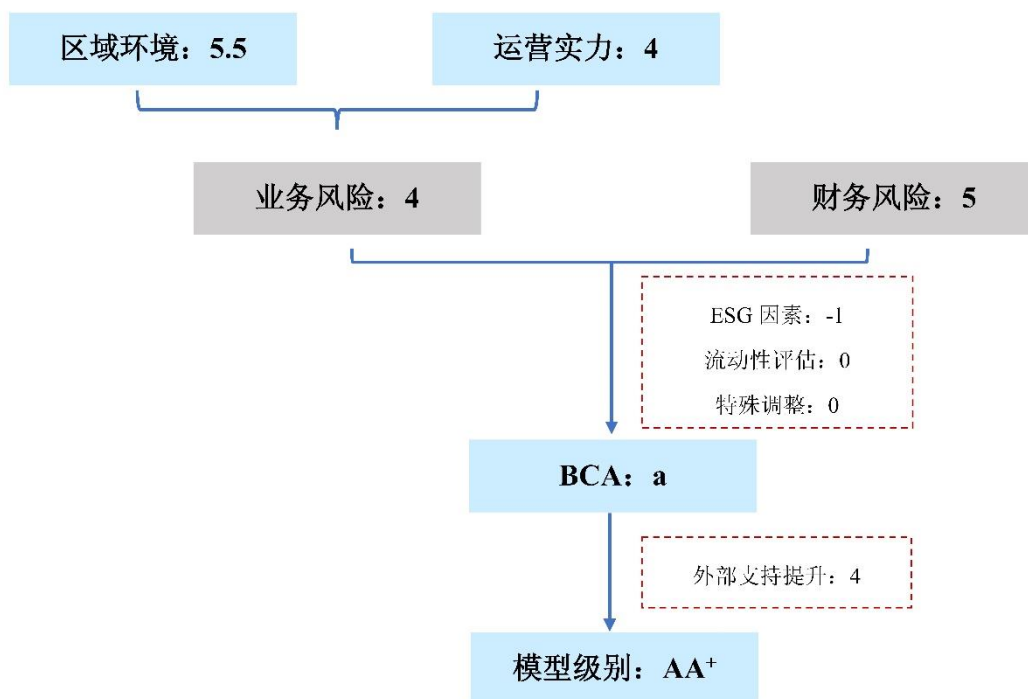 区域环境：5.5
运营实力：4
业务风险：4
财务风险：5
ESG 因素：-1
流动性评估：0
特殊调整：0
BCA：a
外部支持提升：4
模型级别：AA⁺